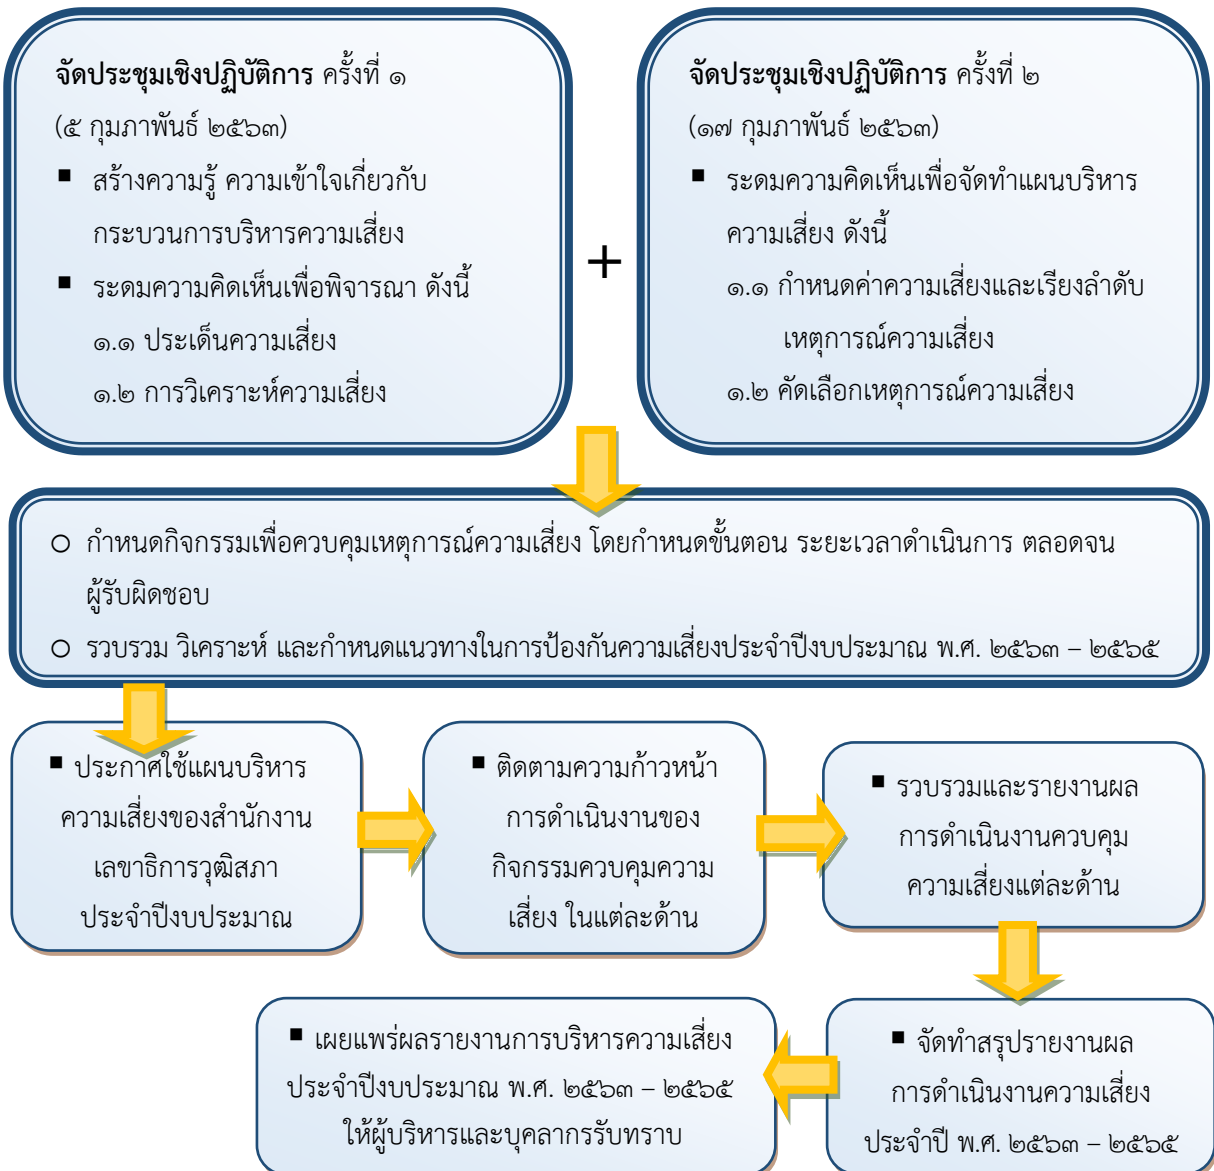 จัดประชุมเชิงปฏิบัติการ ครั้งที่ ๑
(๕ กุมภาพันธ์ ๒๕๖๓)
▪ สร้างความรู้ ความเข้าใจเกี่ยวกับ
กระบวนการบริหารความเสี่ยง
▪ ระดมความคิดเห็นเพื่อพิจารณา ดังนี้
๑.๑ ประเด็นความเสี่ยง
๑.๒ การวิเคราะห์ความเสี่ยง
+
จัดประชุมเชิงปฏิบัติการ ครั้งที่ ๒
(๑๗ กุมภาพันธ์ ๒๕๖๓)
▪ ระดมความคิดเห็นเพื่อจัดทำแผนบริหาร
ความเสี่ยง ดังนี้
๑.๑ กำหนดค่าความเสี่ยงและเรียงลำดับ
เหตุการณ์ความเสี่ยง
๑.๒ คัดเลือกเหตุการณ์ความเสี่ยง
o กำหนดกิจกรรมเพื่อควบคุมเหตุการณ์ความเสี่ยง โดยกำหนดขั้นตอน ระยะเวลาดำเนินการ ตลอดจน
ผู้รับผิดชอบ
o รวบรวม วิเคราะห์ และกำหนดแนวทางในการป้องกันความเสี่ยงประจำปีงบประมาณ พ.ศ. ๒๕๖๓ – ๒๕๖๕
▪ ประกาศใช้แผนบริหาร
ความเสี่ยงของสำนักงาน
เลขาธิการวุฒิสภา
ประจำปีงบประมาณ
▪ ติดตามความก้าวหน้า
การดำเนินงานของ
กิจกรรมควบคุมความ
เสี่ยง ในแต่ละด้าน
▪ รวบรวมและรายงานผล
การดำเนินงานควบคุม
ความเสี่ยงแต่ละด้าน
▪ จัดทำสรุปรายงานผล
การดำเนินงานความเสี่ยง
ประจำปี พ.ศ. ๒๕๖๓ – ๒๕๖๕
▪ เผยแพร่ผลรายงานการบริหารความเสี่ยง
ประจำปีงบประมาณ พ.ศ. ๒๕๖๓ – ๒๕๖๕
ให้ผู้บริหารและบุคลากรรับทราบ